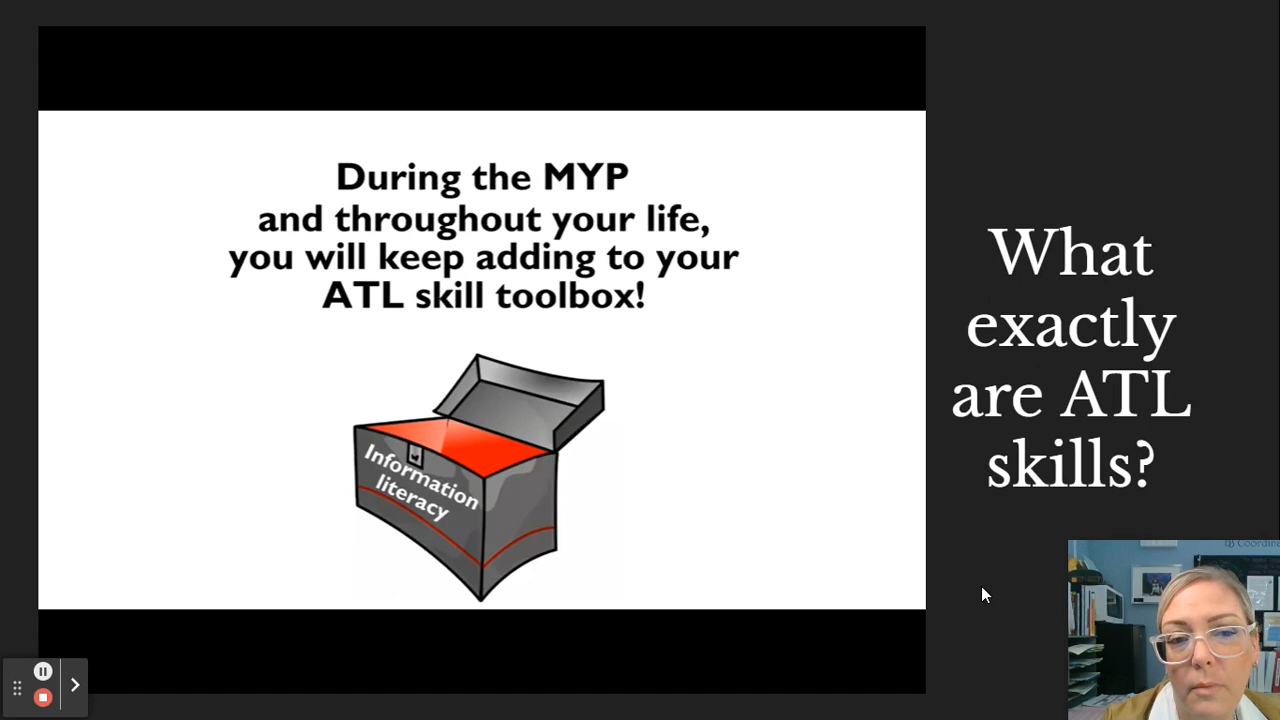 During the MYP
and throughout your life,
you will keep adding to your
ATL skill toolbox!
Information
literacy
What
exactly
are ATL
skills?